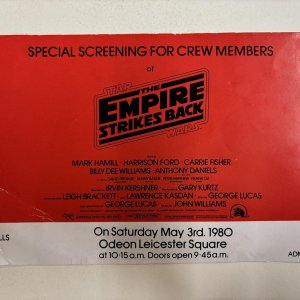 SPECIAL SCREENING FOR CREW MEMBERS
of
STAR
THE
EMPIRE
STRIKES BACK
WARS
MARK HAMILL · HARRISON FORD · CARRIE FISHER
BILLY DEE WILLIAMS · ANTHONY DANIELS
IRVIN KERSHNER GARY KURTZ
LEIGH BRACKETT LAWRENCE KASDAN GEORGE LUCAS
GEORGE LUCAS JOHN WILLIAMS
On Saturday May 3rd. 1980
LLS Odeon Leicester Square
at 10·15 a.m. Doors open 9·45 a.m. ADM